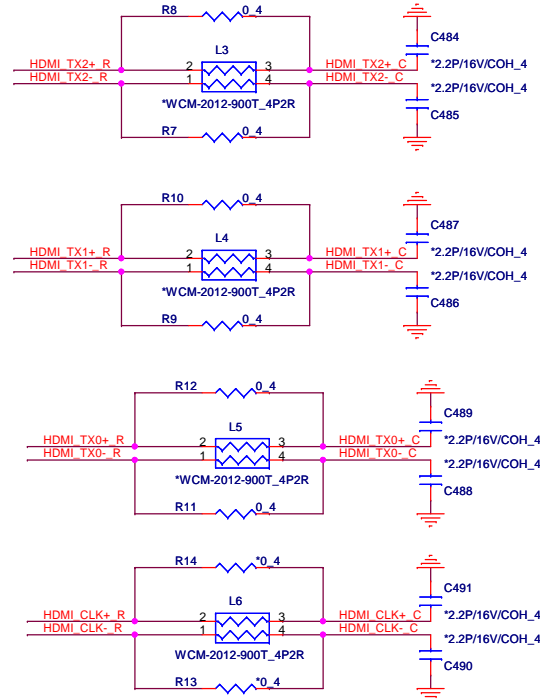 R8 0_4
C484
L3
HDMI_TX2+_R 2 3 HDMI_TX2+_C *2.2P/16V/COH_4
HDMI_TX2-_R 1 4 HDMI_TX2-_C *2.2P/16V/COH_4
*WCM-2012-900T_4P2R
C485
R7 0_4
R10 0_4
C487
L4
HDMI_TX1+_R 2 3 HDMI_TX1+_C *2.2P/16V/COH_4
HDMI_TX1-_R 1 4 HDMI_TX1-_C *2.2P/16V/COH_4
*WCM-2012-900T_4P2R
C486
R9 0_4
R12 0_4
C489
L5
HDMI_TX0+_R 2 3 HDMI_TX0+_C *2.2P/16V/COH_4
HDMI_TX0-_R 1 4 HDMI_TX0-_C *2.2P/16V/COH_4
*WCM-2012-900T_4P2R
C488
R11 0_4
R14 *0_4
C491
L6
HDMI_CLK+_R 2 3 HDMI_CLK+_C *2.2P/16V/COH_4
HDMI_CLK-_R 1 4 HDMI_CLK-_C *2.2P/16V/COH_4
WCM-2012-900T_4P2R
C490
R13 *0_4